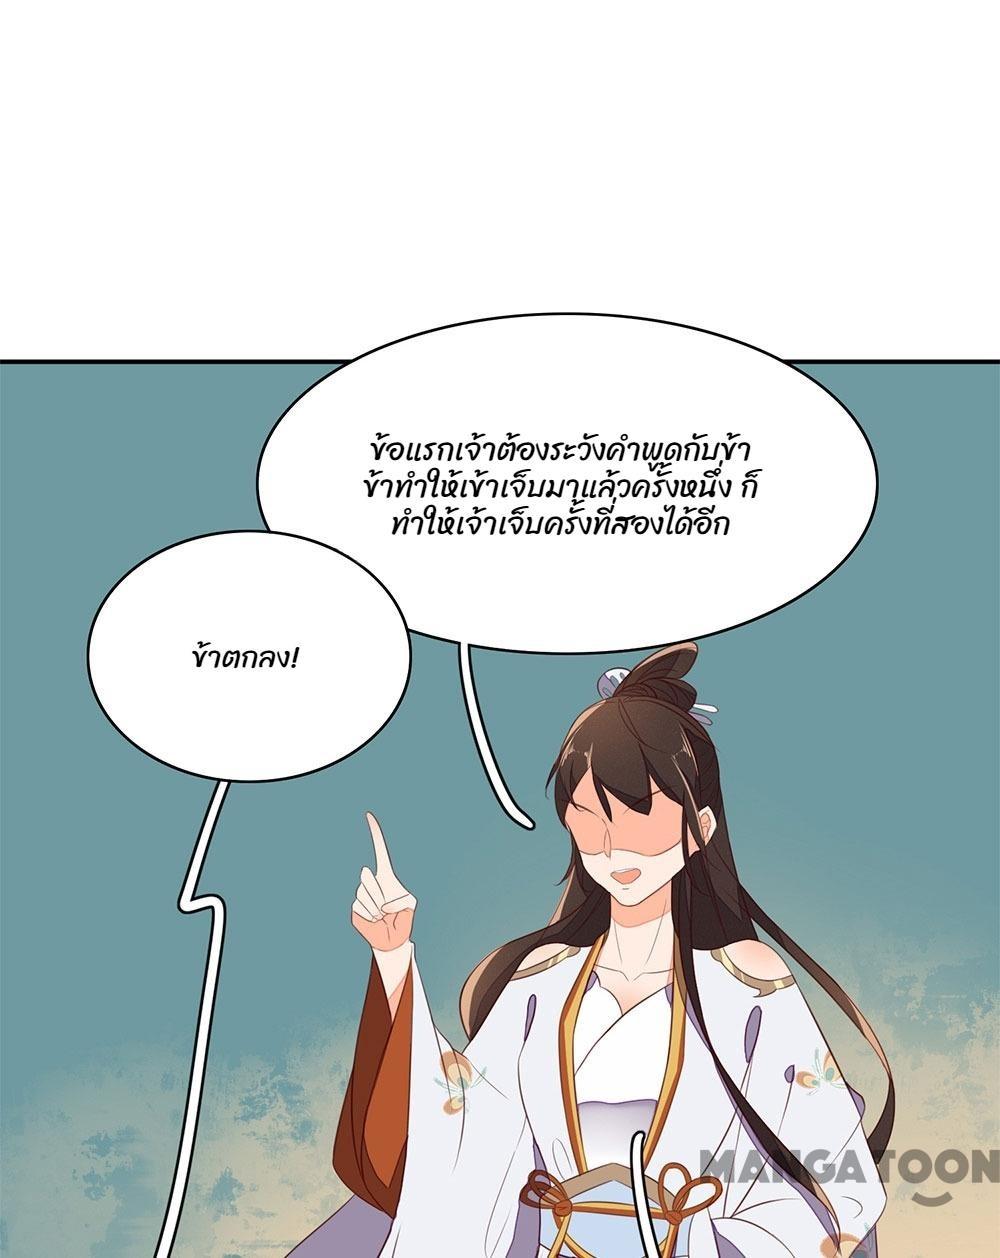 ข้อแรกเจ้าต้องระวังคำพูดกับข้า
ข้าทำให้เข้าเจ็บมาแล้วครั้งหนึ่ง ก็
ทำให้เจ้าเจ็บครั้งที่สองได้อีก
ข้าตกลง!
MANGATOON